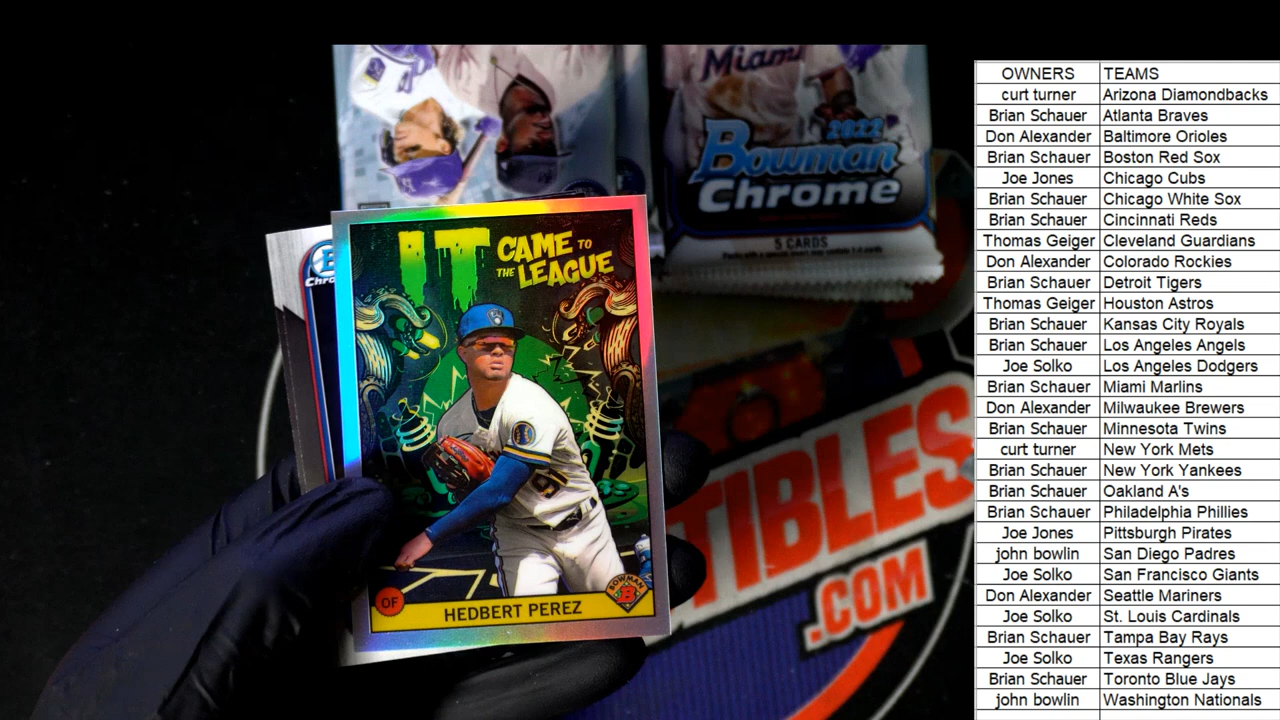 Miami
2022
Bowman
Chrome
5 CARDS
IT CAME TO
THE LEAGUE
OF
HEDBERT PEREZ
BOWMAN
B
TIBLES
.COM
OWNERS TEAMS
curt turner Arizona Diamondbacks
Brian Schauer Atlanta Braves
Don Alexander Baltimore Orioles
Brian Schauer Boston Red Sox
Joe Jones Chicago Cubs
Brian Schauer Chicago White Sox
Brian Schauer Cincinnati Reds
Thomas Geiger Cleveland Guardians
Don Alexander Colorado Rockies
Brian Schauer Detroit Tigers
Thomas Geiger Houston Astros
Brian Schauer Kansas City Royals
Brian Schauer Los Angeles Angels
Joe Solko Los Angeles Dodgers
Brian Schauer Miami Marlins
Don Alexander Milwaukee Brewers
Brian Schauer Minnesota Twins
curt turner New York Mets
Brian Schauer New York Yankees
Brian Schauer Oakland A's
Brian Schauer Philadelphia Phillies
Joe Jones Pittsburgh Pirates
john bowlin San Diego Padres
Joe Solko San Francisco Giants
Don Alexander Seattle Mariners
Joe Solko St. Louis Cardinals
Brian Schauer Tampa Bay Rays
Joe Solko Texas Rangers
Brian Schauer Toronto Blue Jays
john bowlin Washington Nationals